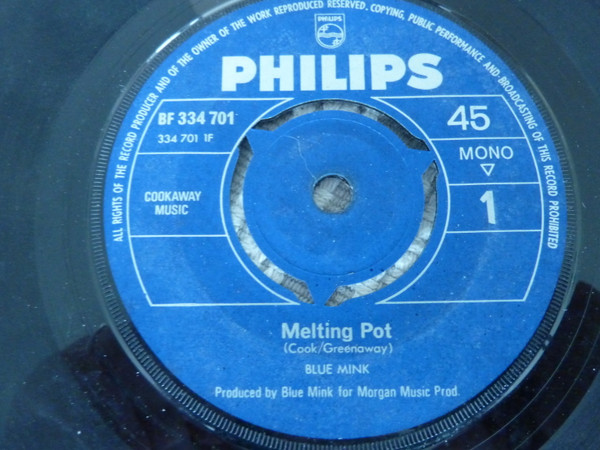 ALL RIGHTS OF THE RECORD PRODUCER AND OF THE OWNER OF THE WORK REPRODUCED RESERVED. COPYING, PUBLIC PERFORMANCE AND BROADCASTING OF THIS RECORD PROHIBITED
PHILIPS
PHILIPS
BF 334 701
334 701 1F
45
MONO
1
COOKAWAY
MUSIC
Melting Pot
(Cook/Greenaway)
BLUE MINK
Produced by Blue Mink for Morgan Music Prod.